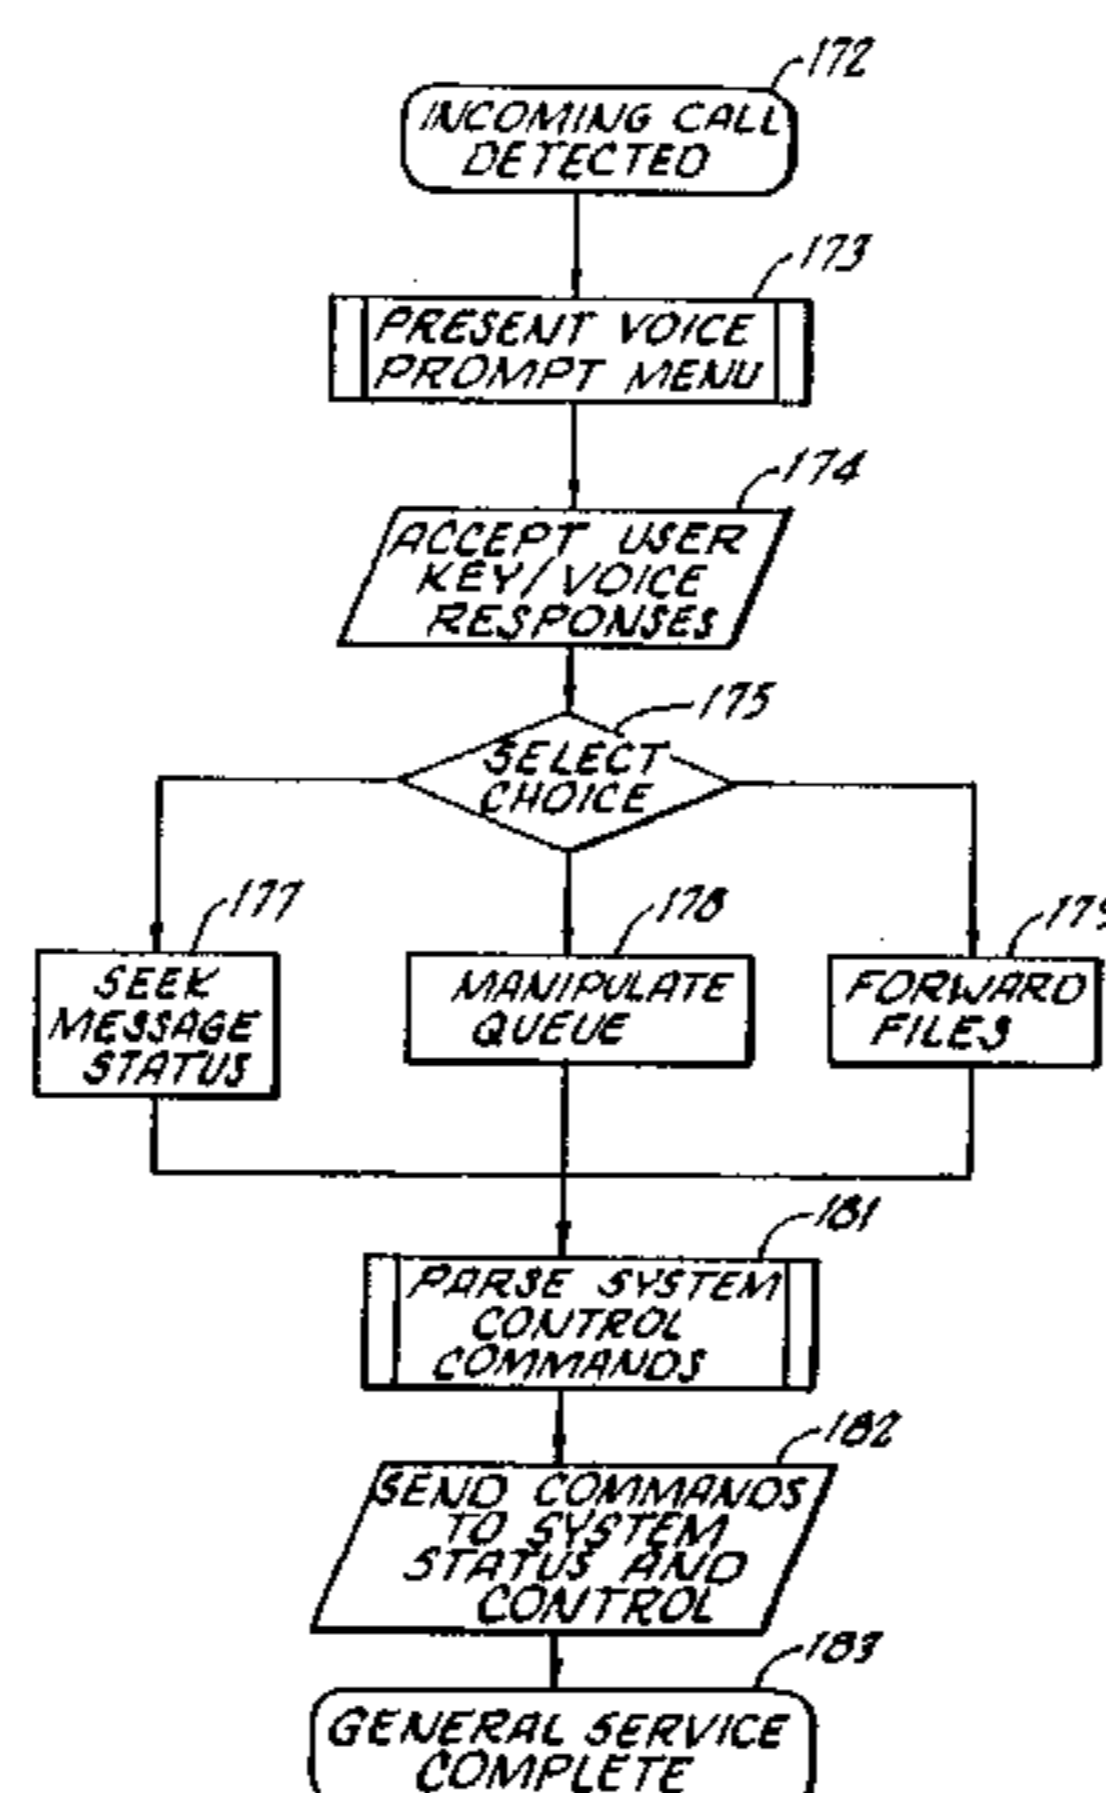 172
INCOMING CALL
DETECTED
173
PRESENT VOICE
PROMPT MENU
174
ACCEPT USER
KEY/VOICE
RESPONSES
175
SELECT
CHOICE
177
SEEK
MESSAGE
STATUS
178
MANIPULATE
QUEUE
179
FORWARD
FILES
181
PARSE SYSTEM
CONTROL
COMMANDS
182
SEND COMMANDS
TO SYSTEM
STATUS AND
CONTROL
183
GENERAL SERVICE
COMPLETE